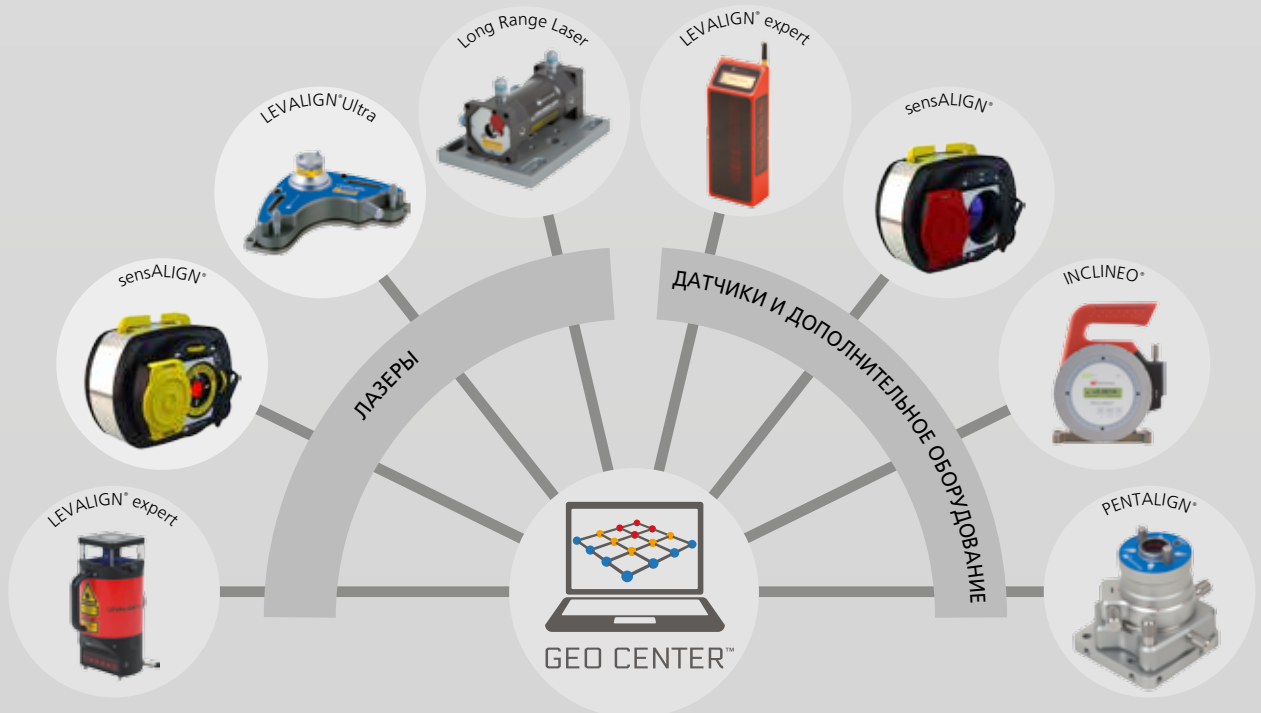 Long Range Laser
LEVALIGN® expert
LEVALIGN®Ultra
sensALIGN®
sensALIGN®
INCLINEO®
LEVALIGN® expert
PENTALIGN®
ЛАЗЕРЫ
ДАТЧИКИ И ДОПОЛНИТЕЛЬНОЕ ОБОРУДОВАНИЕ
GEO CENTER™